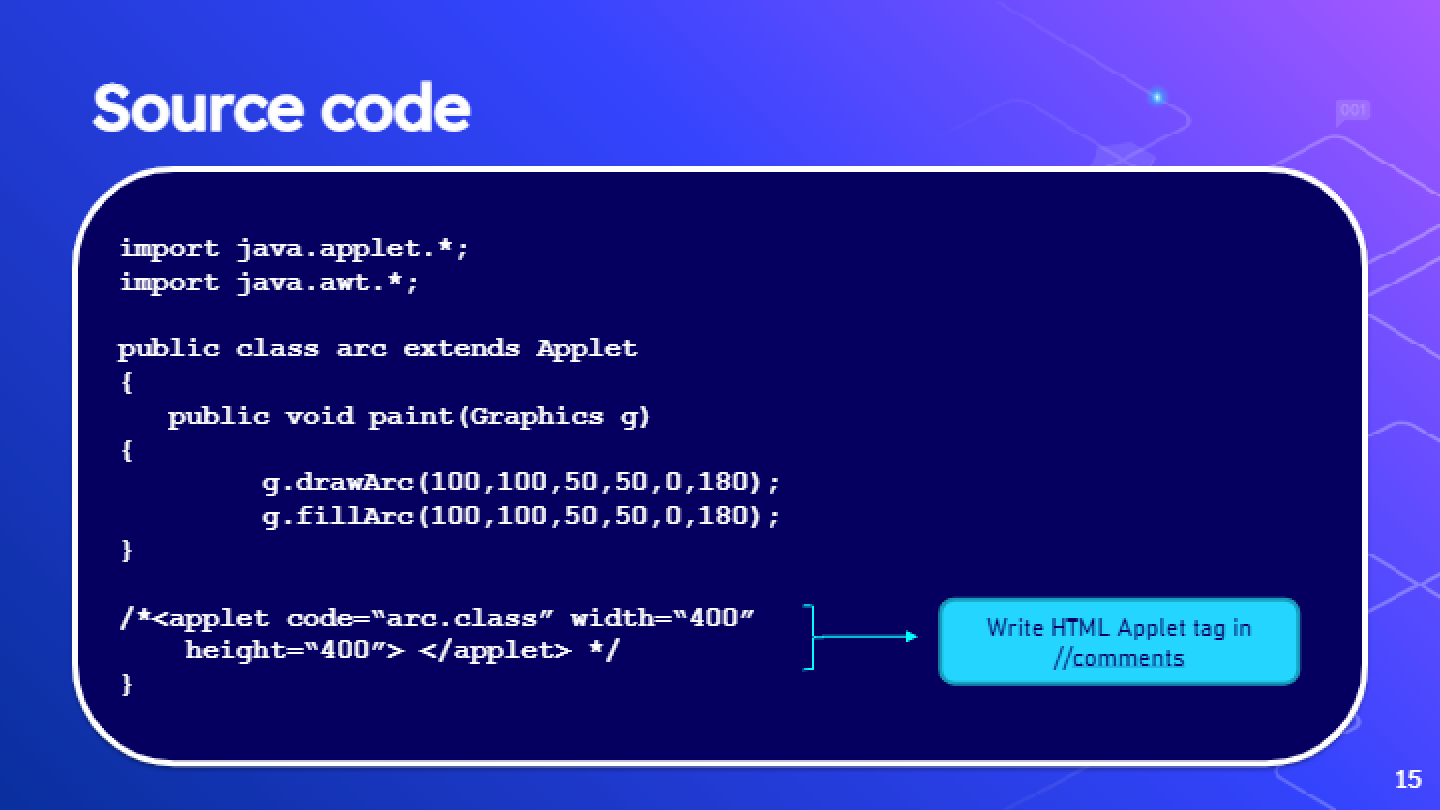 001
Source code
import java.applet.*;
import java.awt.*;
public class arc extends Applet
{
public void paint(Graphics g)
{
g.drawArc(100,100,50,50,0,180);
g.fillArc(100,100,50,50,0,180);
}
/*<applet code=“arc.class” width=“400”
height=“400”> </applet> */
}
Write HTML Applet tag in
//comments
15